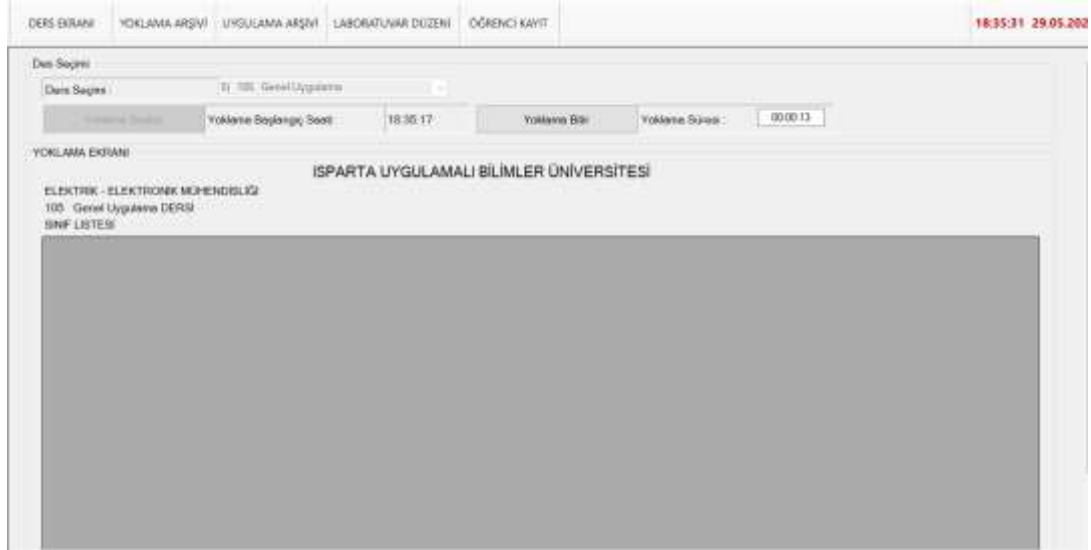 DERS EKRANI YOKLAMA ARŞİVİ UYGULAMA ARŞİVİ LABORATUVAR DÜZENİ ÖĞRENCİ KAYIT 18:35:31 29.05.202
Ders Seçimi
Ders Seçimi : 105 Genel Uygulama
Yoklama Başlangıç Saati 18:35:17 Yoklama Bitir Yoklama Süresi : 00:00:13
YOKLAMA EKRANI
ISPARTA UYGULAMALI BİLİMLER ÜNİVERSİTESİ
ELEKTRİK - ELEKTRONİK MÜHENDİSLİĞİ
105 Genel Uygulama DERSİ
SINIF LİSTESİ